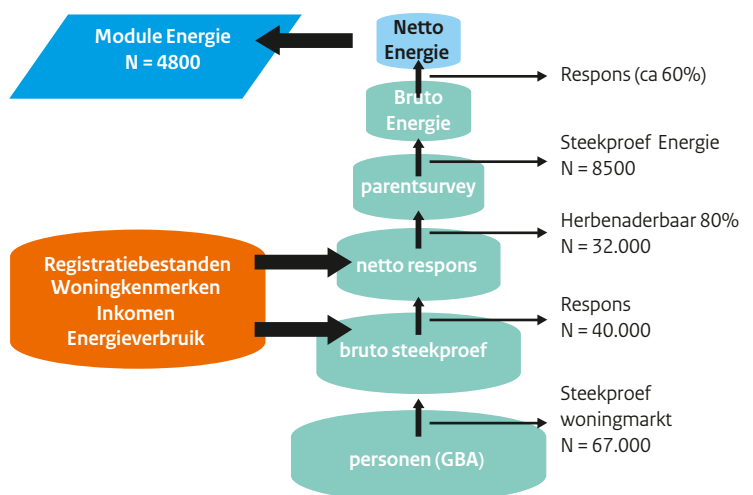 Module Energie
N = 4800
Netto
Energie
Respons (ca 60%)
Bruto
Energie
Steekproef Energie
N = 8500
parentsurvey
Herbenaderbaar 80%
N = 32.000
Registratiebestanden
Woningkenmerken
Inkomen
Energieverbruik
netto respons
Respons
N = 40.000
bruto steekproef
Steekproef
woningmarkt
N = 67.000
personen (GBA)